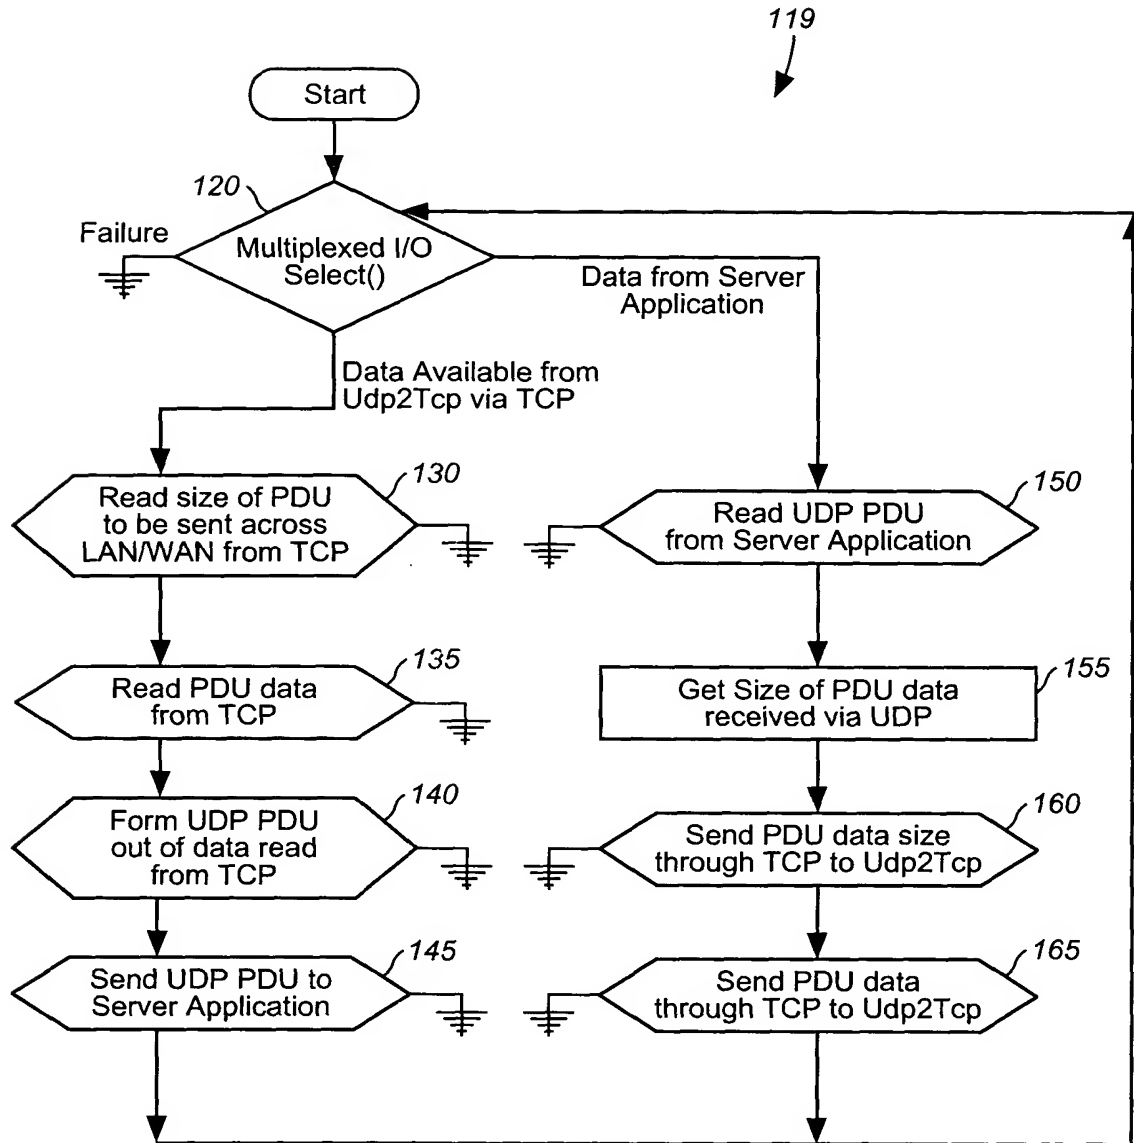 119
Start
120
Failure
Multiplexed I/O
Select()
Data from Server
Application
Data Available from
Udp2Tcp via TCP
130
Read size of PDU
to be sent across
LAN/WAN from TCP
135
Read PDU data
from TCP
140
Form UDP PDU
out of data read
from TCP
145
Send UDP PDU to
Server Application
150
Read UDP PDU
from Server Application
155
Get Size of PDU data
received via UDP
160
Send PDU data size
through TCP to Udp2Tcp
165
Send PDU data
through TCP to Udp2Tcp